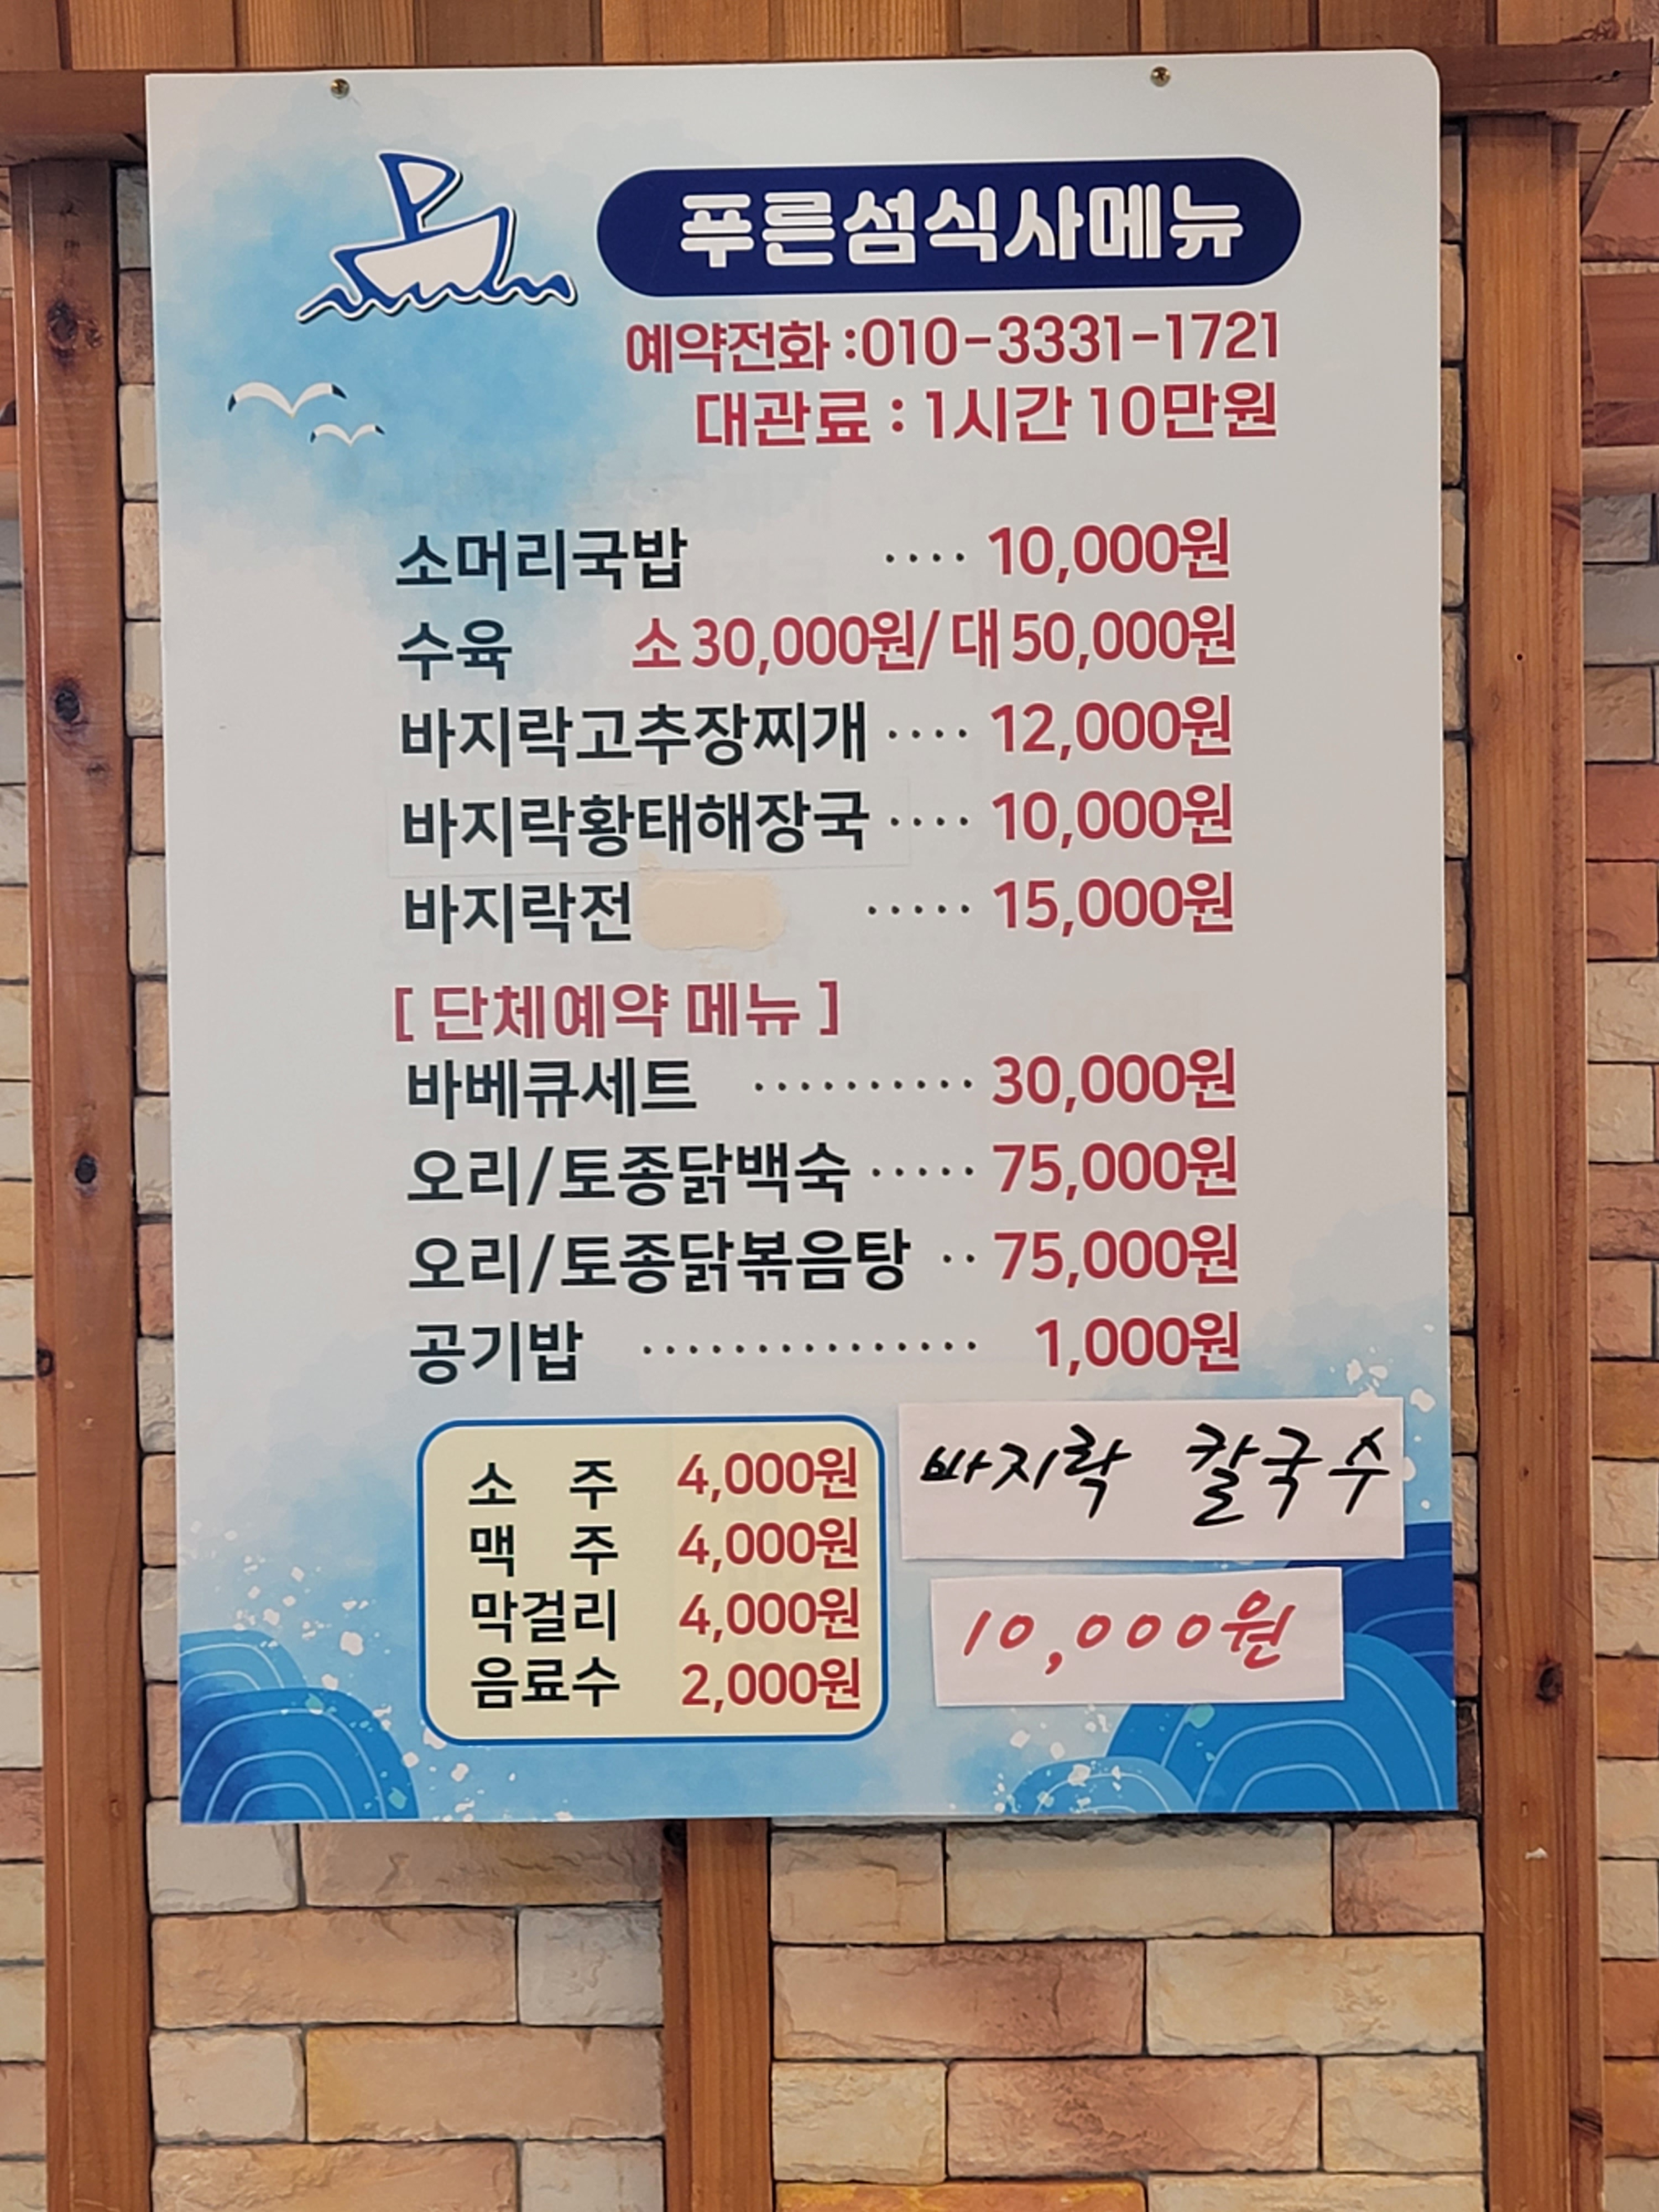 푸른섬식사메뉴
예약전화 :010-3331-1721
대관료 : 1시간 10만원
소머리국밥 ···· 10,000원
수육 소 30,000원/ 대 50,000원
바지락고추장찌개 ···· 12,000원
바지락황태해장국 ···· 10,000원
바지락전 ····· 15,000원
[ 단체예약 메뉴 ]
바베큐세트 ·········· 30,000원
오리/토종닭백숙 ····· 75,000원
오리/토종닭볶음탕 ·· 75,000원
공기밥 ··············· 1,000원
소 주 4,000원
맥 주 4,000원
막걸리 4,000원
음료수 2,000원
바지락 칼국수
10,000원